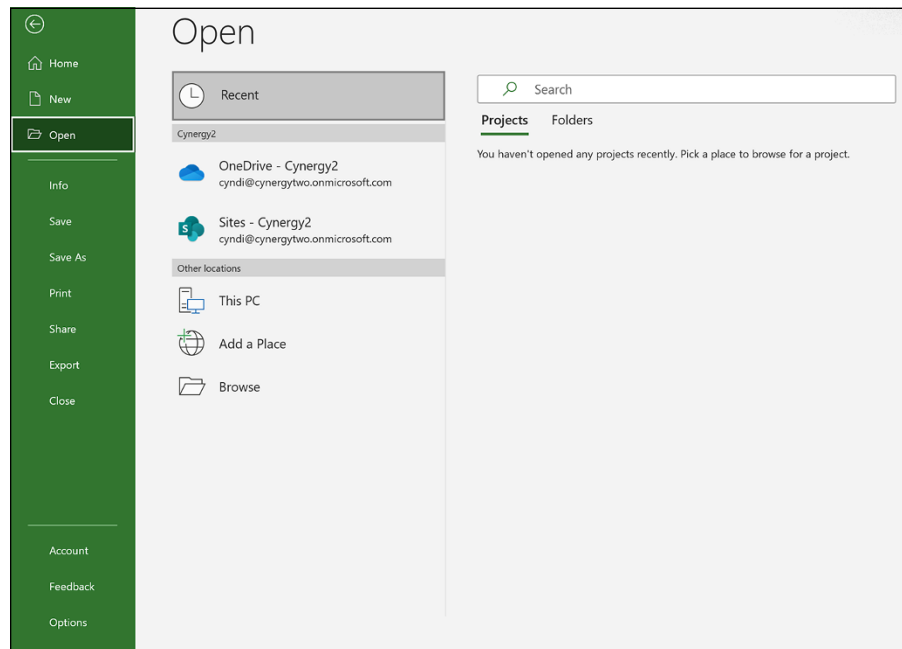 Open
Home
New
Open
Info
Save
Save As
Print
Share
Export
Close
Account
Feedback
Options
Recent
Cynergy2
OneDrive - Cynergy2
cyndi@cynergytwo.onmicrosoft.com
S
Sites - Cynergy2
cyndi@cynergytwo.onmicrosoft.com
Other locations
This PC
Add a Place
Browse
Search
Projects Folders
You haven't opened any projects recently. Pick a place to browse for a project.